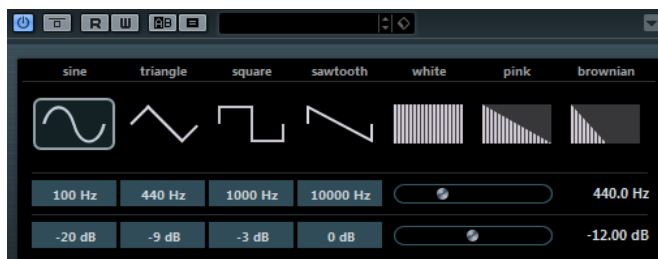 R W AB
sine triangle square sawtooth white pink brownian
100 Hz 440 Hz 1000 Hz 10000 Hz 440.0 Hz
-20 dB -9 dB -3 dB 0 dB -12.00 dB